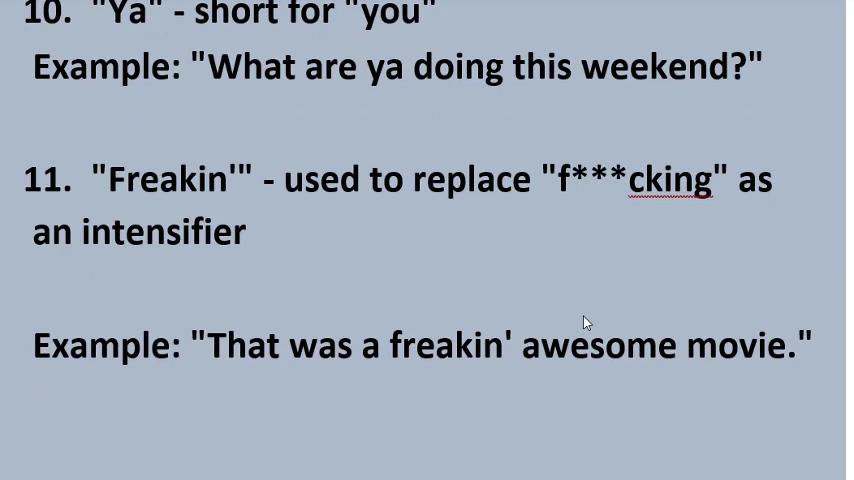 10. "Ya" - short for "you"
Example: "What are ya doing this weekend?"
11. "Freakin'" - used to replace "f***cking" as
an intensifier
Example: "That was a freakin' awesome movie."